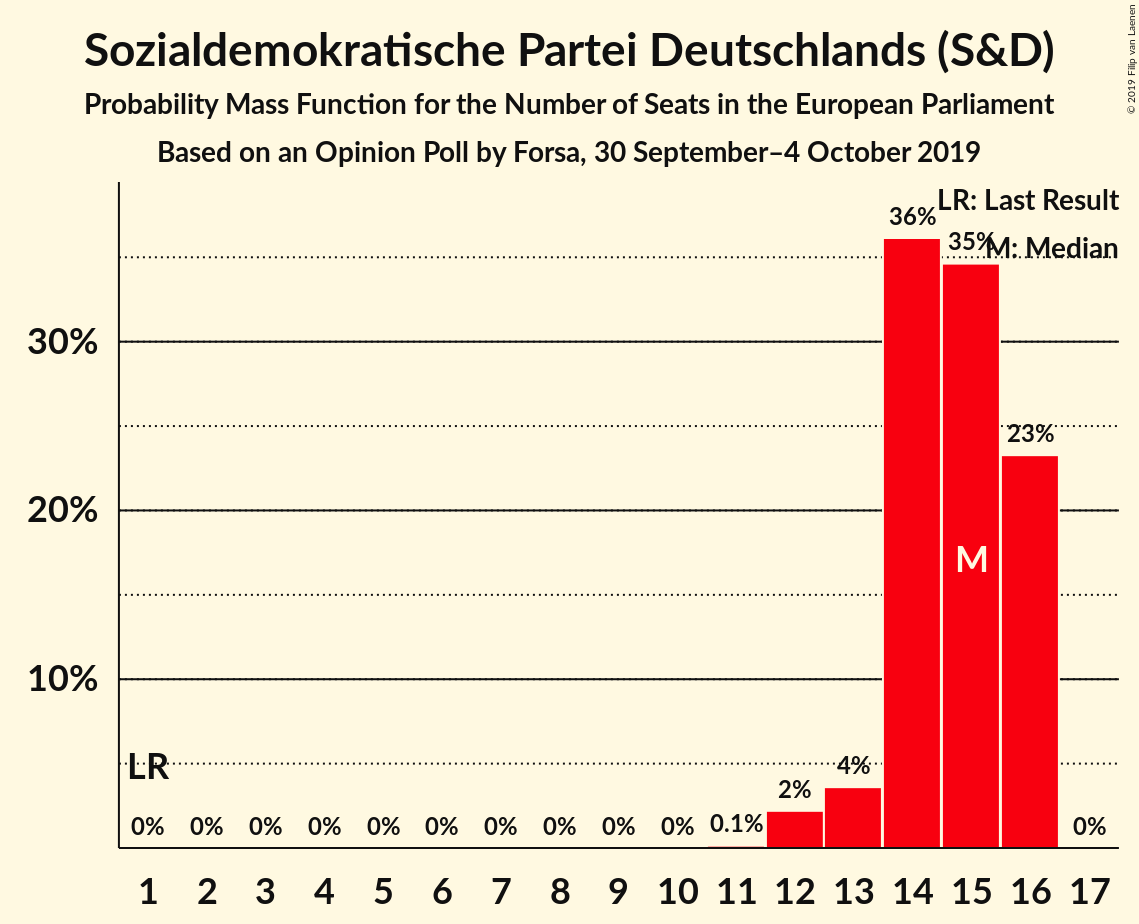 Sozialdemokratische Partei Deutschlands (S&D)
Probability Mass Function for the Number of Seats in the European Parliament
Based on an Opinion Poll by Forsa, 30 September–4 October 2019
© 2019 Filip van Laenen
LR: Last Result
M: Median
36%
35%
30%
23%
20%
M
10%
LR
4%
2%
0% 0% 0% 0% 0% 0% 0% 0% 0% 0% 0.1% 0%
1 2 3 4 5 6 7 8 9 10 11 12 13 14 15 16 17